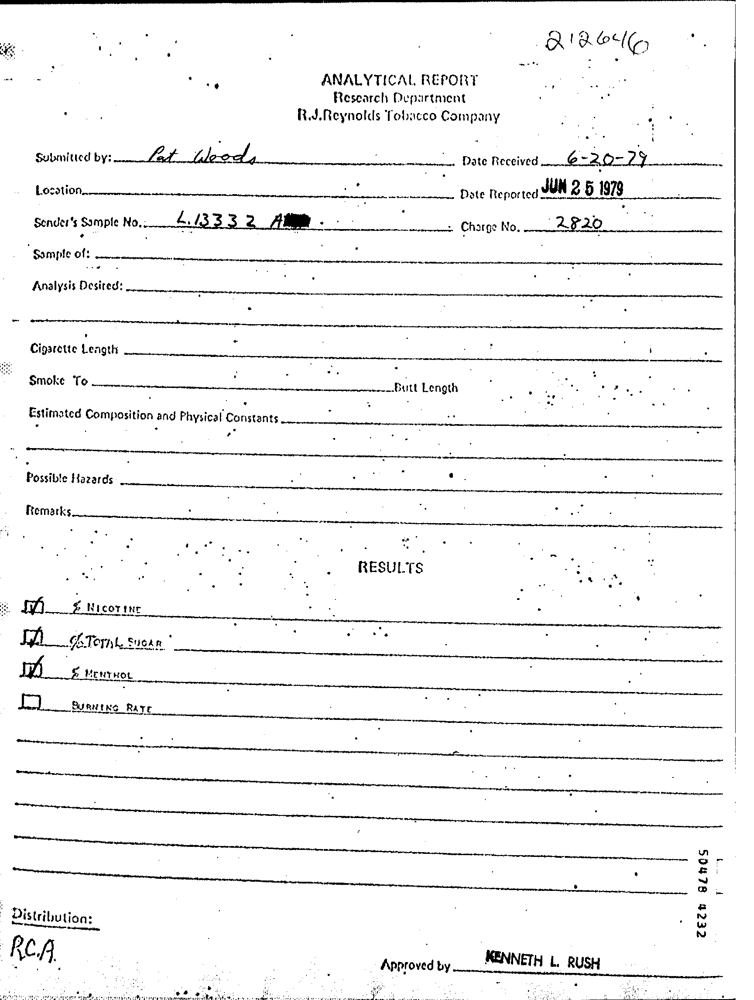 212646
ANALYTICAL REPORT
Research Department
R.J.Reynolds Tobacco Company
Submitted by: Pat Woods Date Received 6-20-79
Location Date Reported JUN 25 1979
Sender's Sample No. L.13332 A Charge No. 2820
Sample of:
Analysis Desired:
Cigarette Length
Smoke To Butt Length
Estimated Composition and Physical Constants
Possible Hazards
Remarks
RESULTS
% NICOTINE
% TOTAL SUGAR
% MENTHOL
BURNING RATE
50478 4232
Distribution:
R.C.A.
Approved by KENNETH L. RUSH